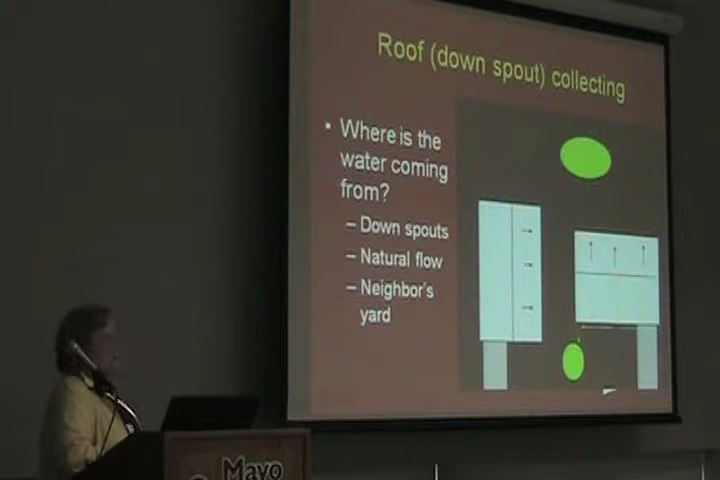 Roof (down spout) collecting
• Where is the
water coming
from?
– Down spouts
– Natural flow
– Neighbor's
yard
Mayo